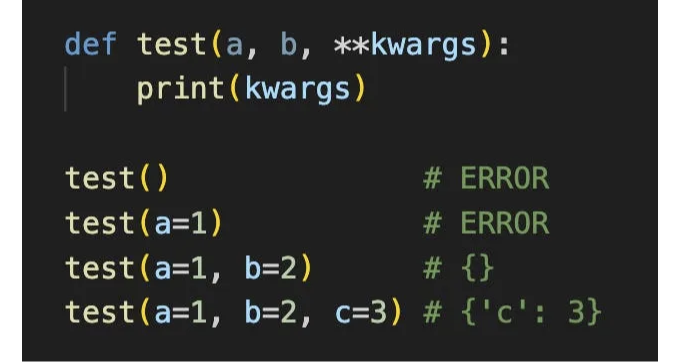 def test(a, b, **kwargs):
    print(kwargs)
test()              # ERROR
test(a=1)           # ERROR
test(a=1, b=2)      # {}
test(a=1, b=2, c=3) # {'c': 3}